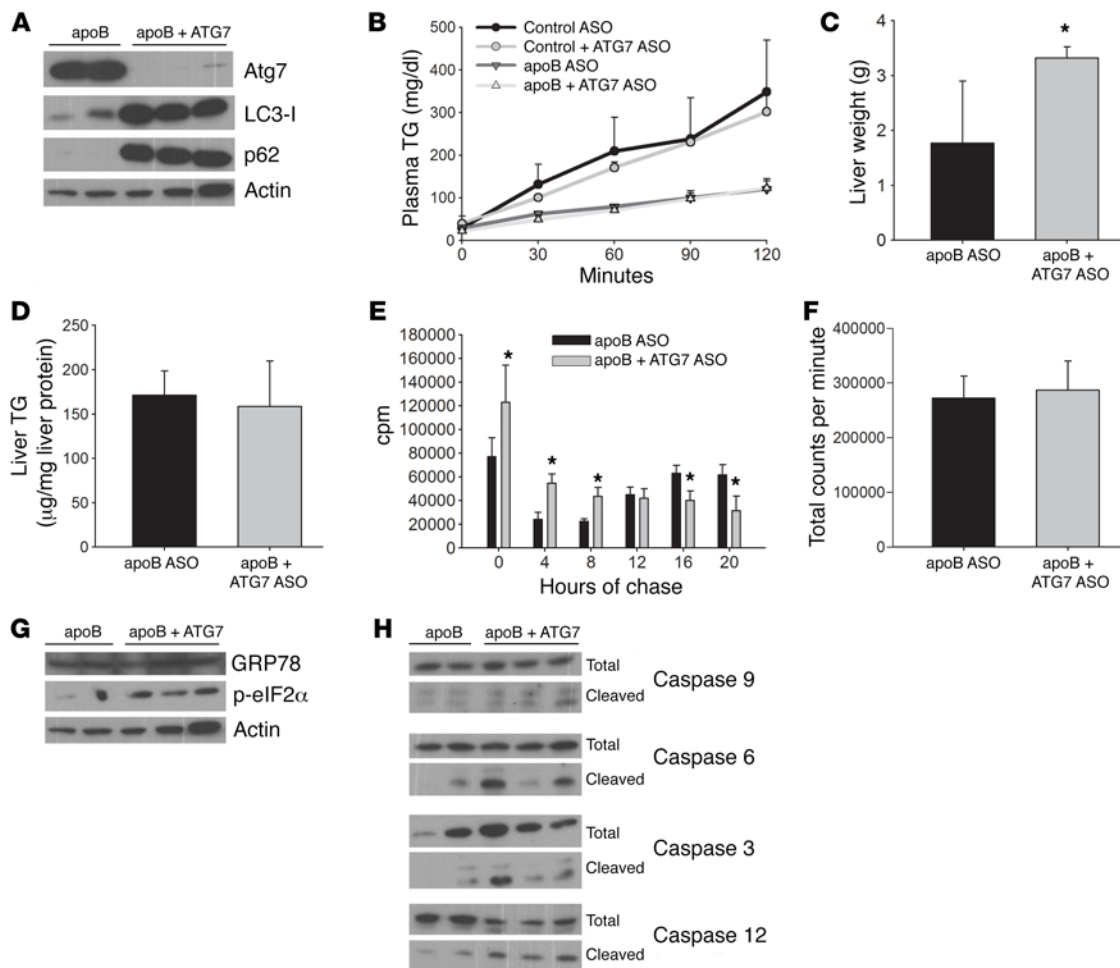 A
apoB
apoB + ATG7
Atg7
LC3-I
p62
Actin
B
Plasma TG (mg/dl)
500
400
300
200
100
0
Control ASO
Control + ATG7 ASO
apoB ASO
apoB + ATG7 ASO
0 30 60 90 120
Minutes
C
*
Liver weight (g)
4
3
2
1
0
apoB ASO
apoB +
ATG7 ASO
D
Liver TG
(µg/mg liver protein)
250
200
150
100
50
0
apoB ASO
apoB +
ATG7 ASO
E
cpm
180000
160000
140000
120000
100000
80000
60000
40000
20000
0
apoB ASO
apoB + ATG7 ASO
* * * * *
0 4 8 12 16 20
Hours of chase
F
Total counts per minute
400000
300000
200000
100000
0
apoB ASO
apoB +
ATG7 ASO
G
apoB
apoB + ATG7
GRP78
p-eIF2α
Actin
H
apoB
apoB + ATG7
Total
Cleaved
Caspase 9
Total
Cleaved
Caspase 6
Total
Cleaved
Caspase 3
Total
Cleaved
Caspase 12